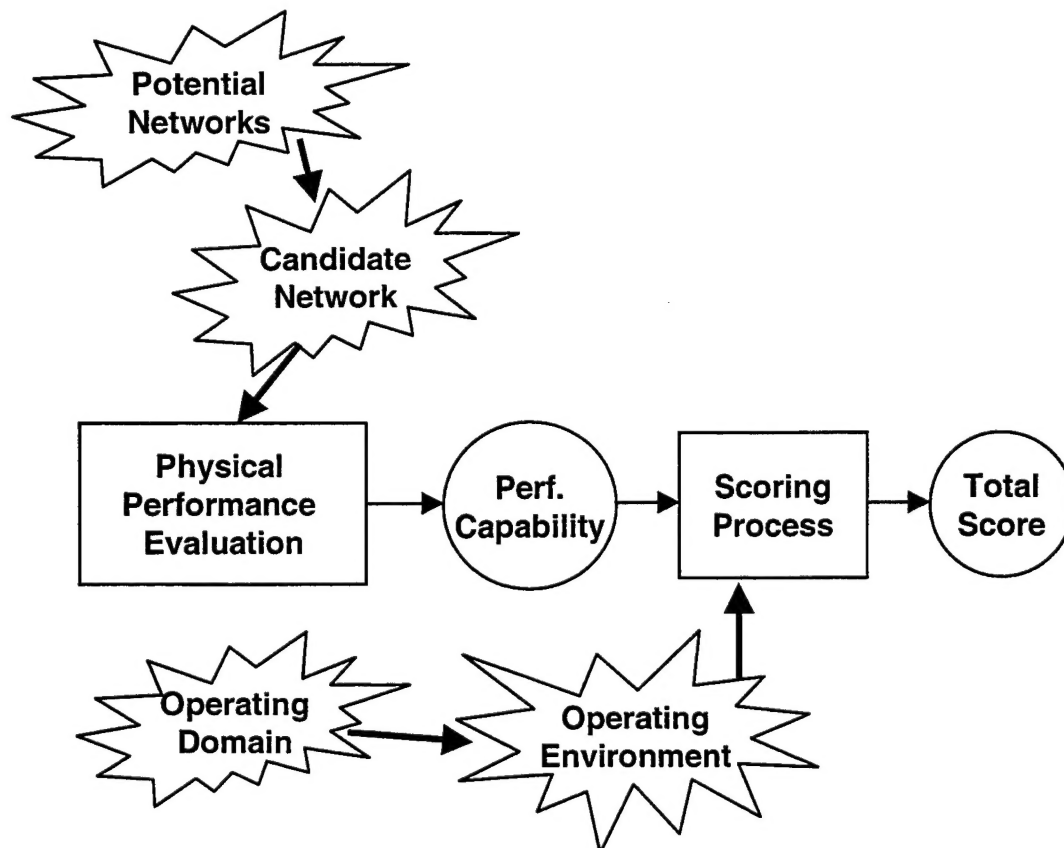 Potential
Networks
Candidate
Network
Physical
Performance
Evaluation
Perf.
Capability
Scoring
Process
Total
Score
Operating
Domain
Operating
Environment